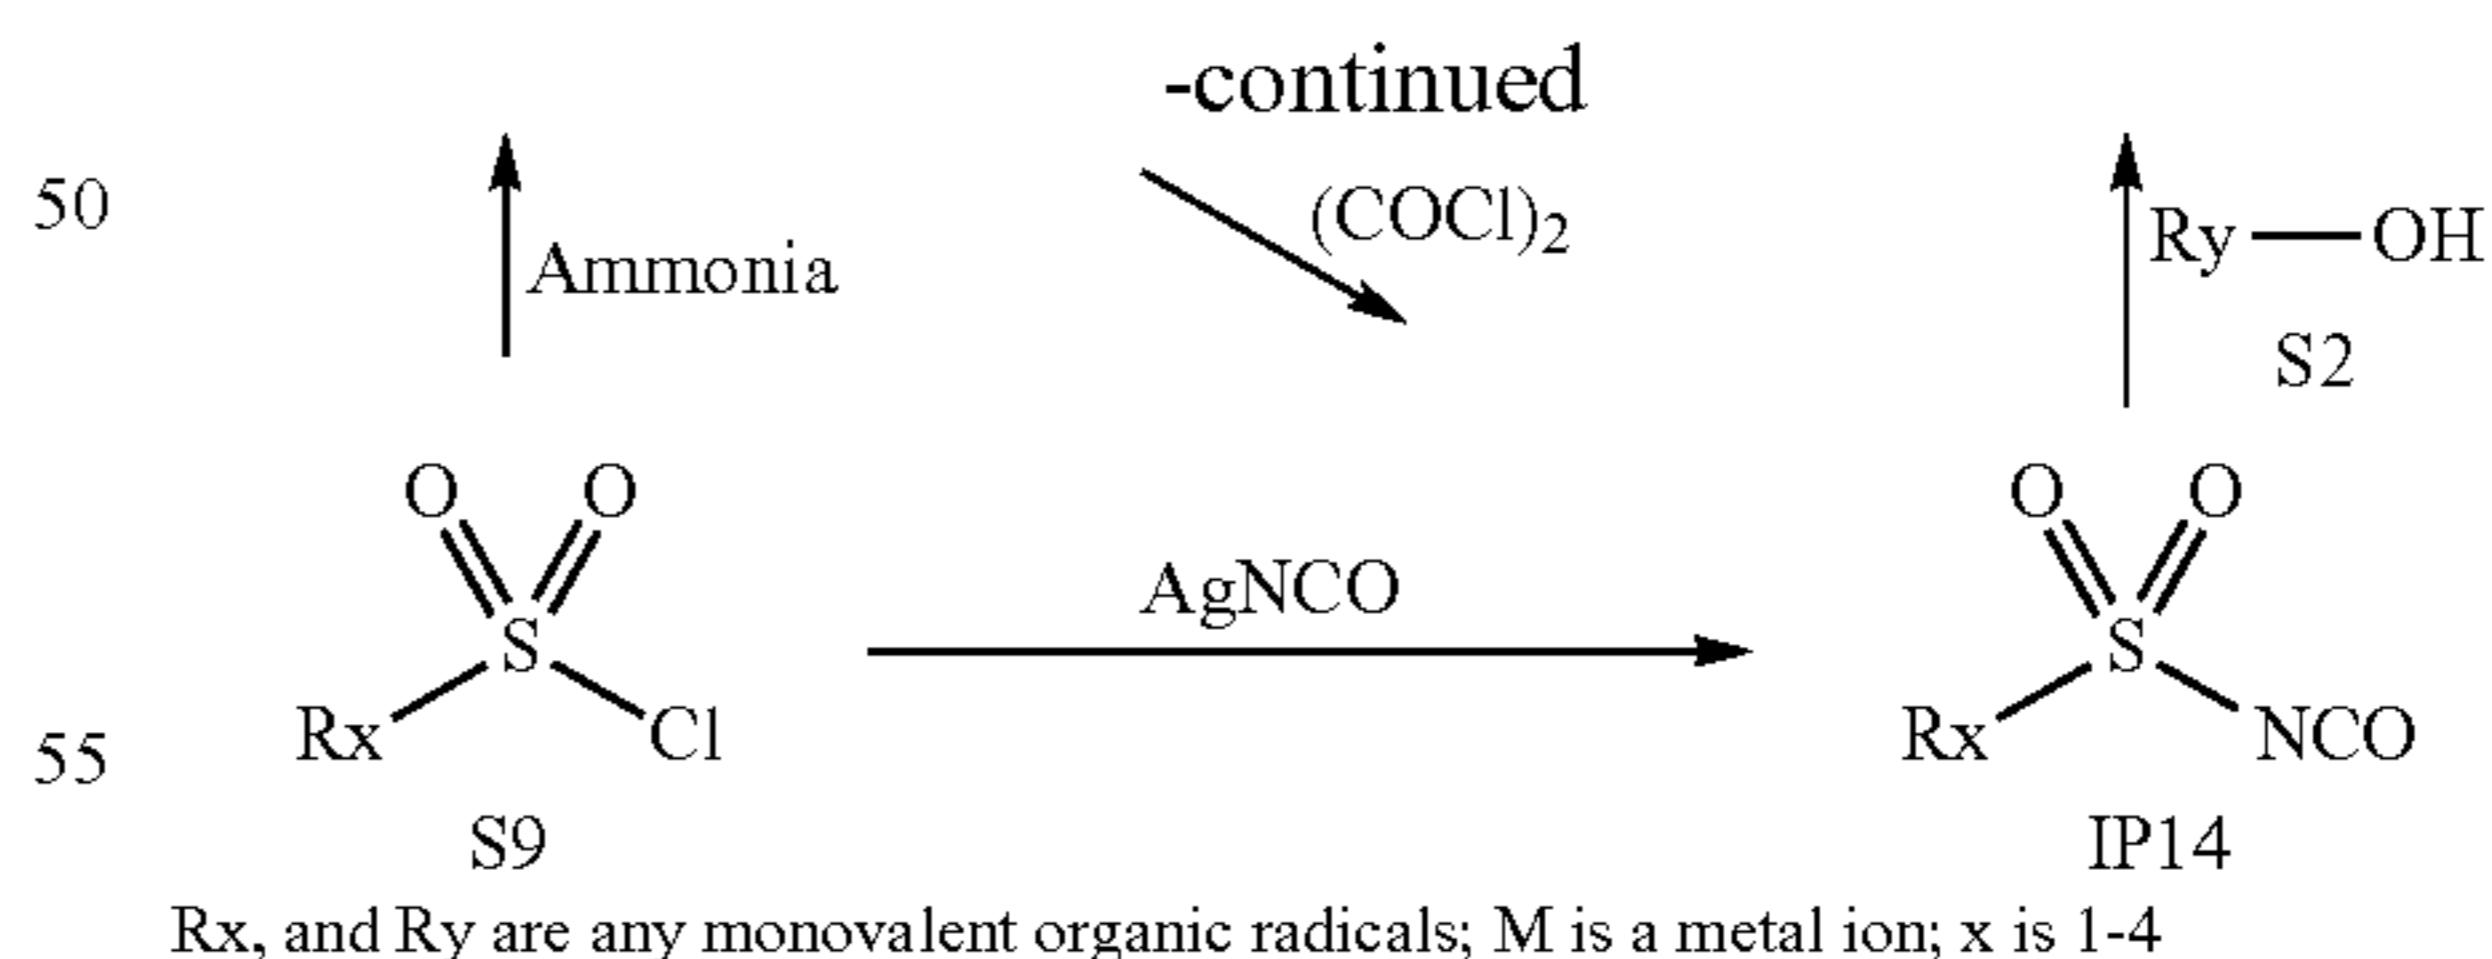 -continued
50
(COCl)2
Ry—OH
Ammonia
S2
O O O O
AgNCO
S S
Rx Cl Rx NCO
55
S9 IP14
Rx, and Ry are any monovalent organic radicals; M is a metal ion; x is 1-4